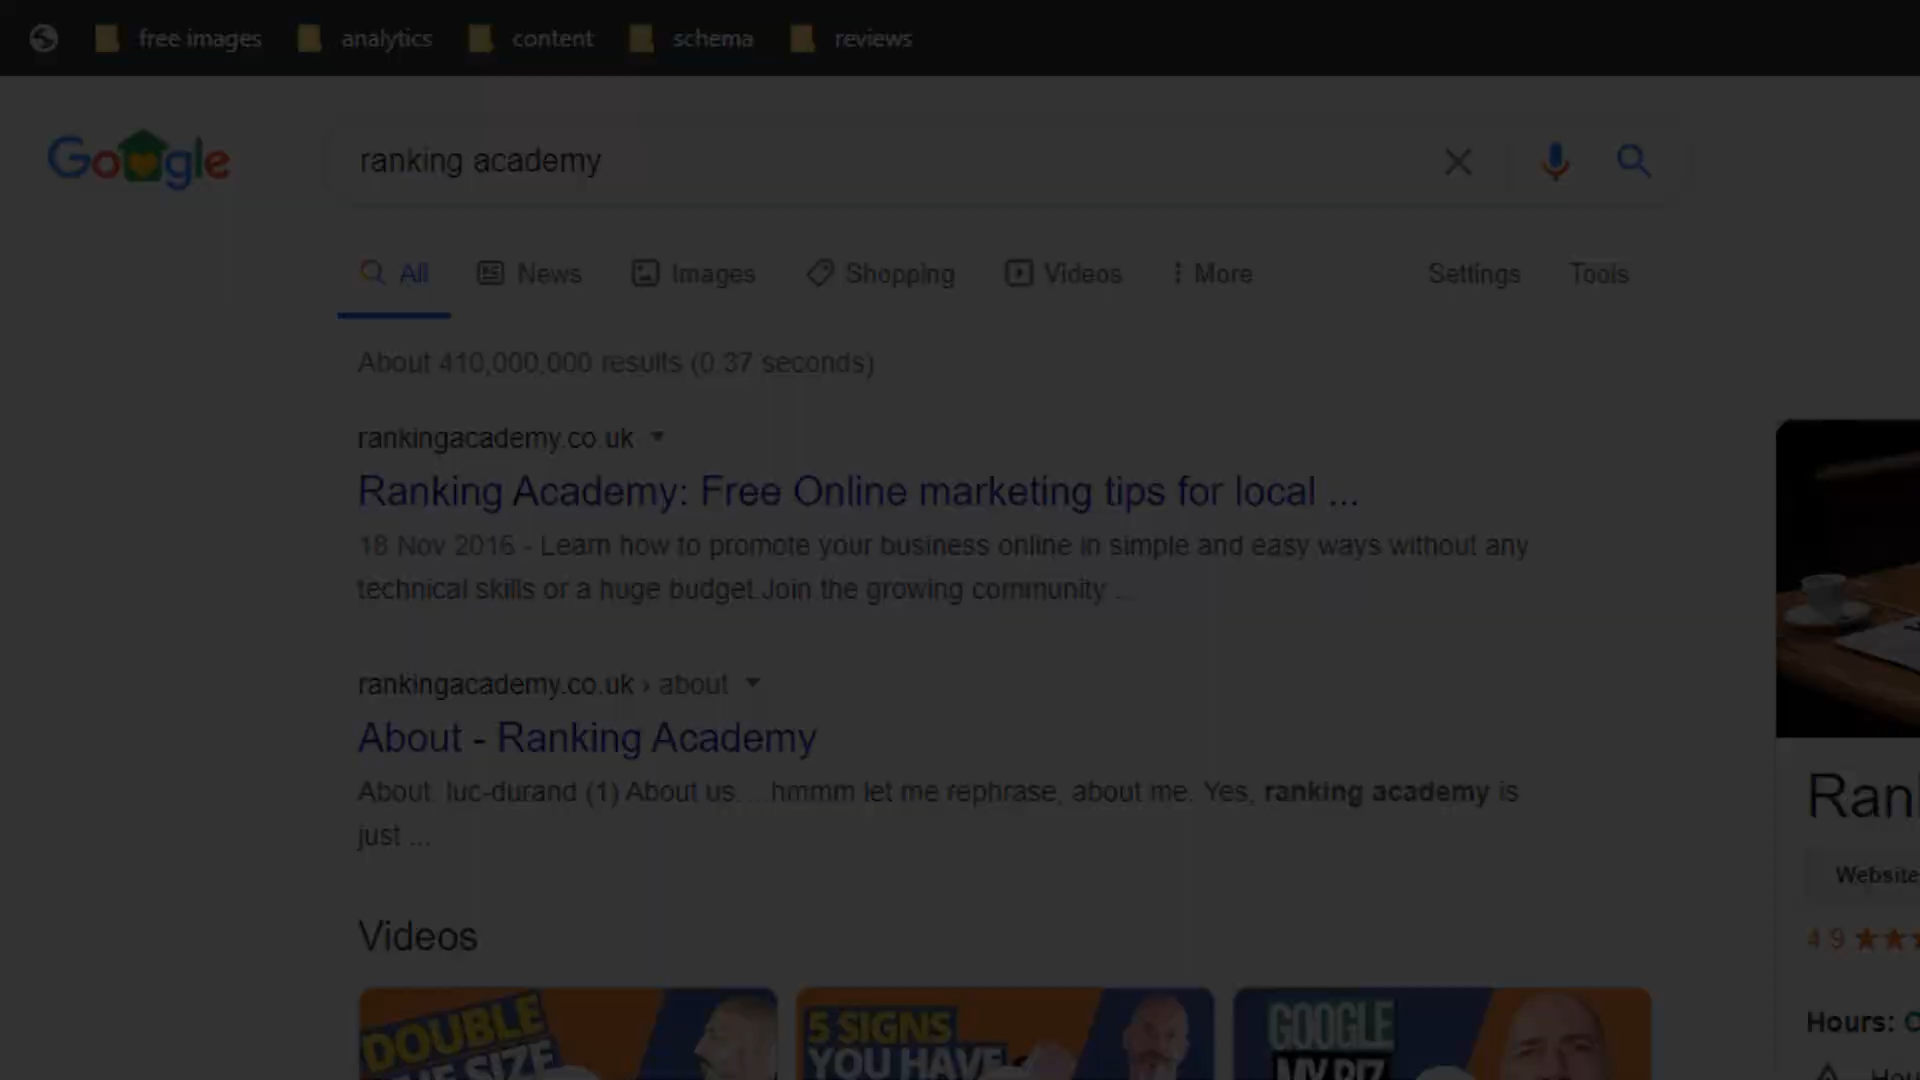 free images analytics content schema reviews
Google
ranking academy
All News Images Shopping Videos More Settings Tools
About 410,000,000 results (0.37 seconds)
rankingacademy.co.uk
Ranking Academy: Free Online marketing tips for local ...
18 Nov 2016 - Learn how to promote your business online in simple and easy ways without any
technical skills or a huge budget.Join the growing community ...
rankingacademy.co.uk › about
About - Ranking Academy
About. luc-durand (1) About us. ...hmmm let me rephrase, about me. Yes, ranking academy is
just ...
Videos
DOUBLE
SIZE
5 SIGNS
YOU HAVE
GOOGLE
MY BIZ
Ran
Website
4.9
Hours: